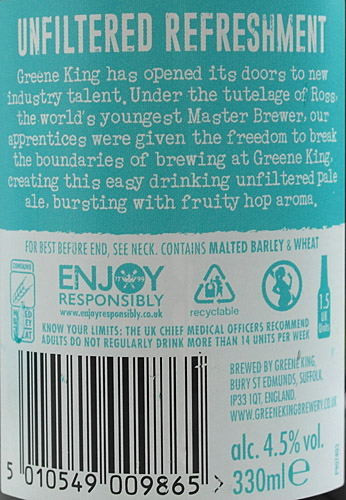 UNFILTERED REFRESHMENT
Greene King has opened its doors to new
industry talent. Under the tutelage of Ross,
the world's youngest Master Brewer, our
apprentices were given the freedom to break
the boundaries of brewing at Greene King,
creating this easy drinking unfiltered pale
ale, bursting with fruity hop aroma.
FOR BEST BEFORE END, SEE NECK. CONTAINS MALTED BARLEY & WHEAT
CONTAINS
ENJOY
RESPONSIBLY
www.enjoyresponsibly.co.uk
recyclable
1.5
UK
Units
KNOW YOUR LIMITS: THE UK CHIEF MEDICAL OFFICERS RECOMMEND
ADULTS DO NOT REGULARLY DRINK MORE THAN 14 UNITS PER WEEK
BREWED BY GREENE KING,
BURY ST EDMUNDS, SUFFOLK,
IP33 1QT, ENGLAND.
WWW.GREENEKINGBREWERY.CO.UK
alc. 4.5% vol.
330ml e
5 010549 009865 >